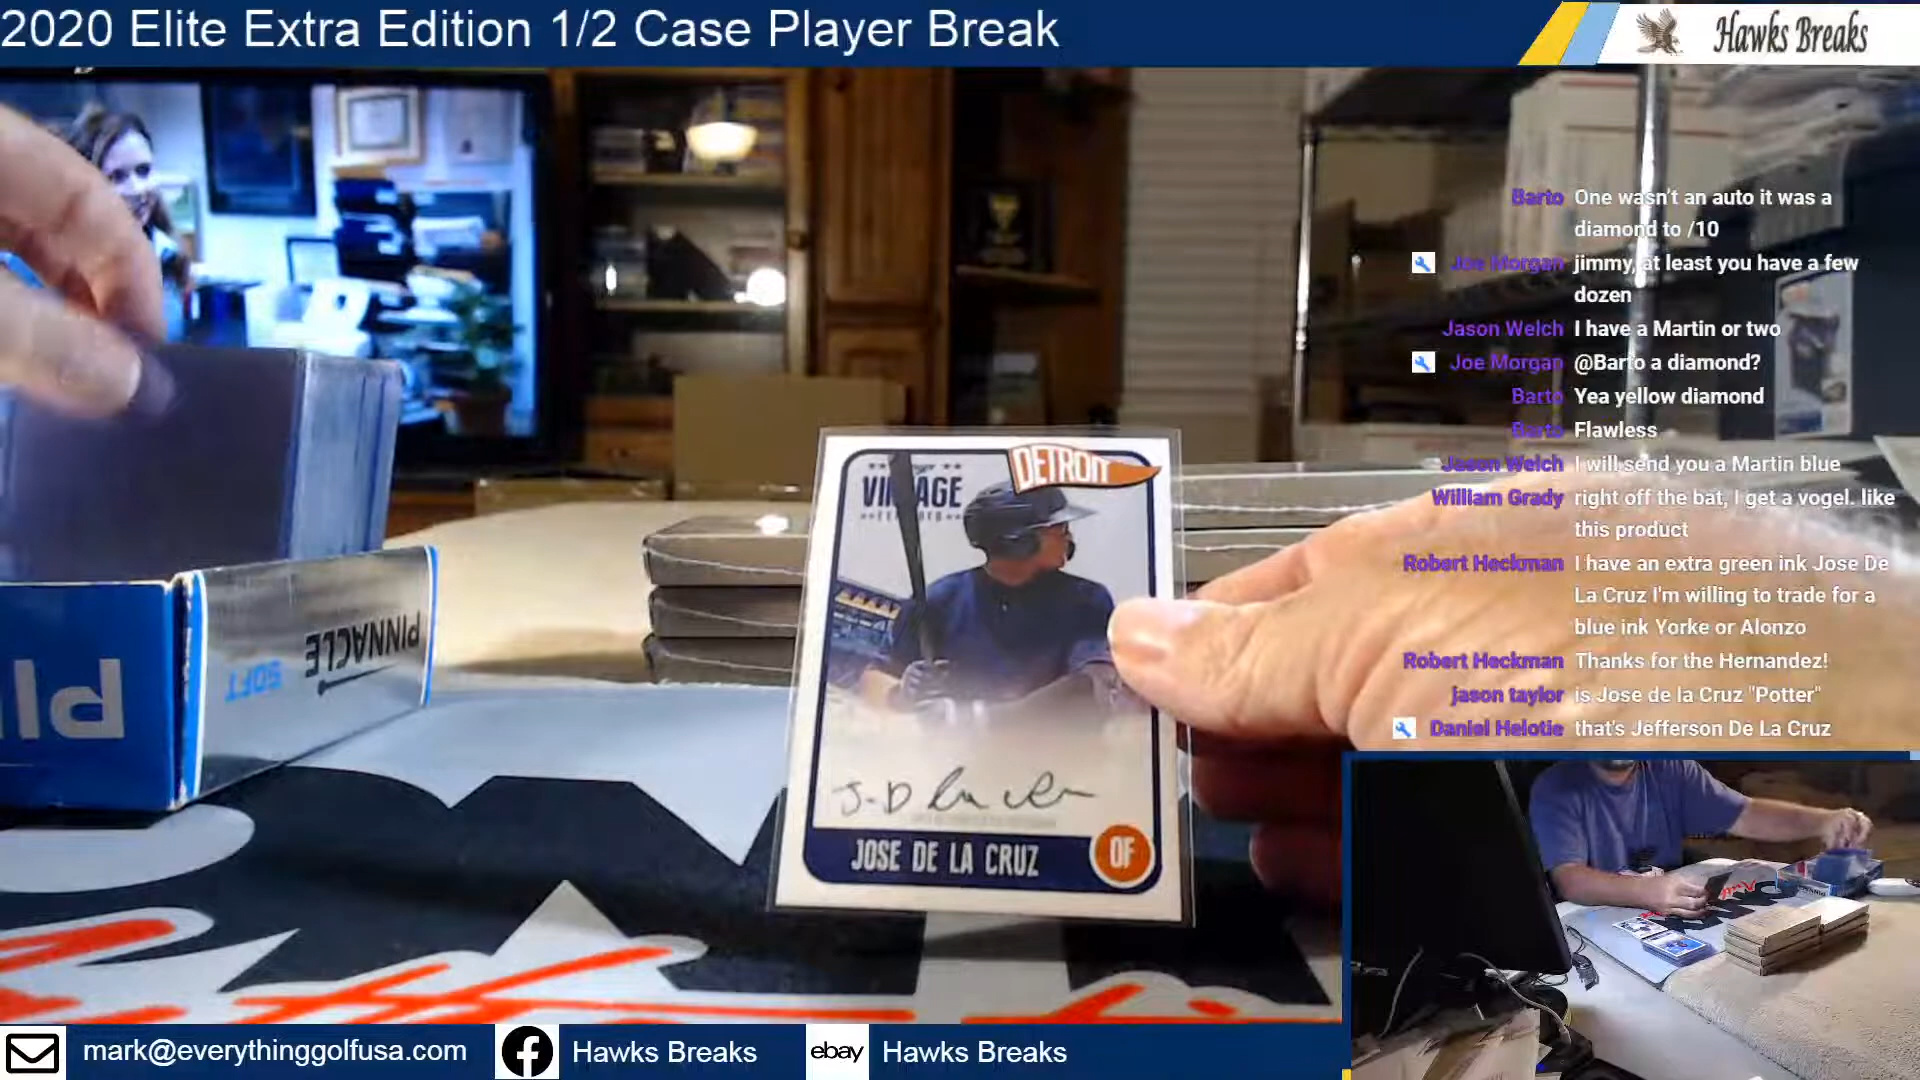 2020 Elite Extra Edition 1/2 Case Player Break
Hawks Breaks
Barto One wasn't an auto it was a
diamond to /10
Joe Morgan jimmy, at least you have a few
dozen
Jason Welch I have a Martin or two
Joe Morgan @Barto a diamond?
Barto Yea yellow diamond
Barto Flawless
Jason Welch I will send you a Martin blue
William Grady right off the bat, I get a vogel. like
this product
Robert Heckman I have an extra green ink Jose De
La Cruz I'm willing to trade for a
blue ink Yorke or Alonzo
Robert Heckman Thanks for the Hernandez!
jason taylor is Jose de la Cruz "Potter"
Daniel Helotie that's Jefferson De La Cruz
DETROIT
JOSE DE LA CRUZ
OF
PINNACLE
SOFT
mark@everythinggolfusa.com
Hawks Breaks
ebay
Hawks Breaks